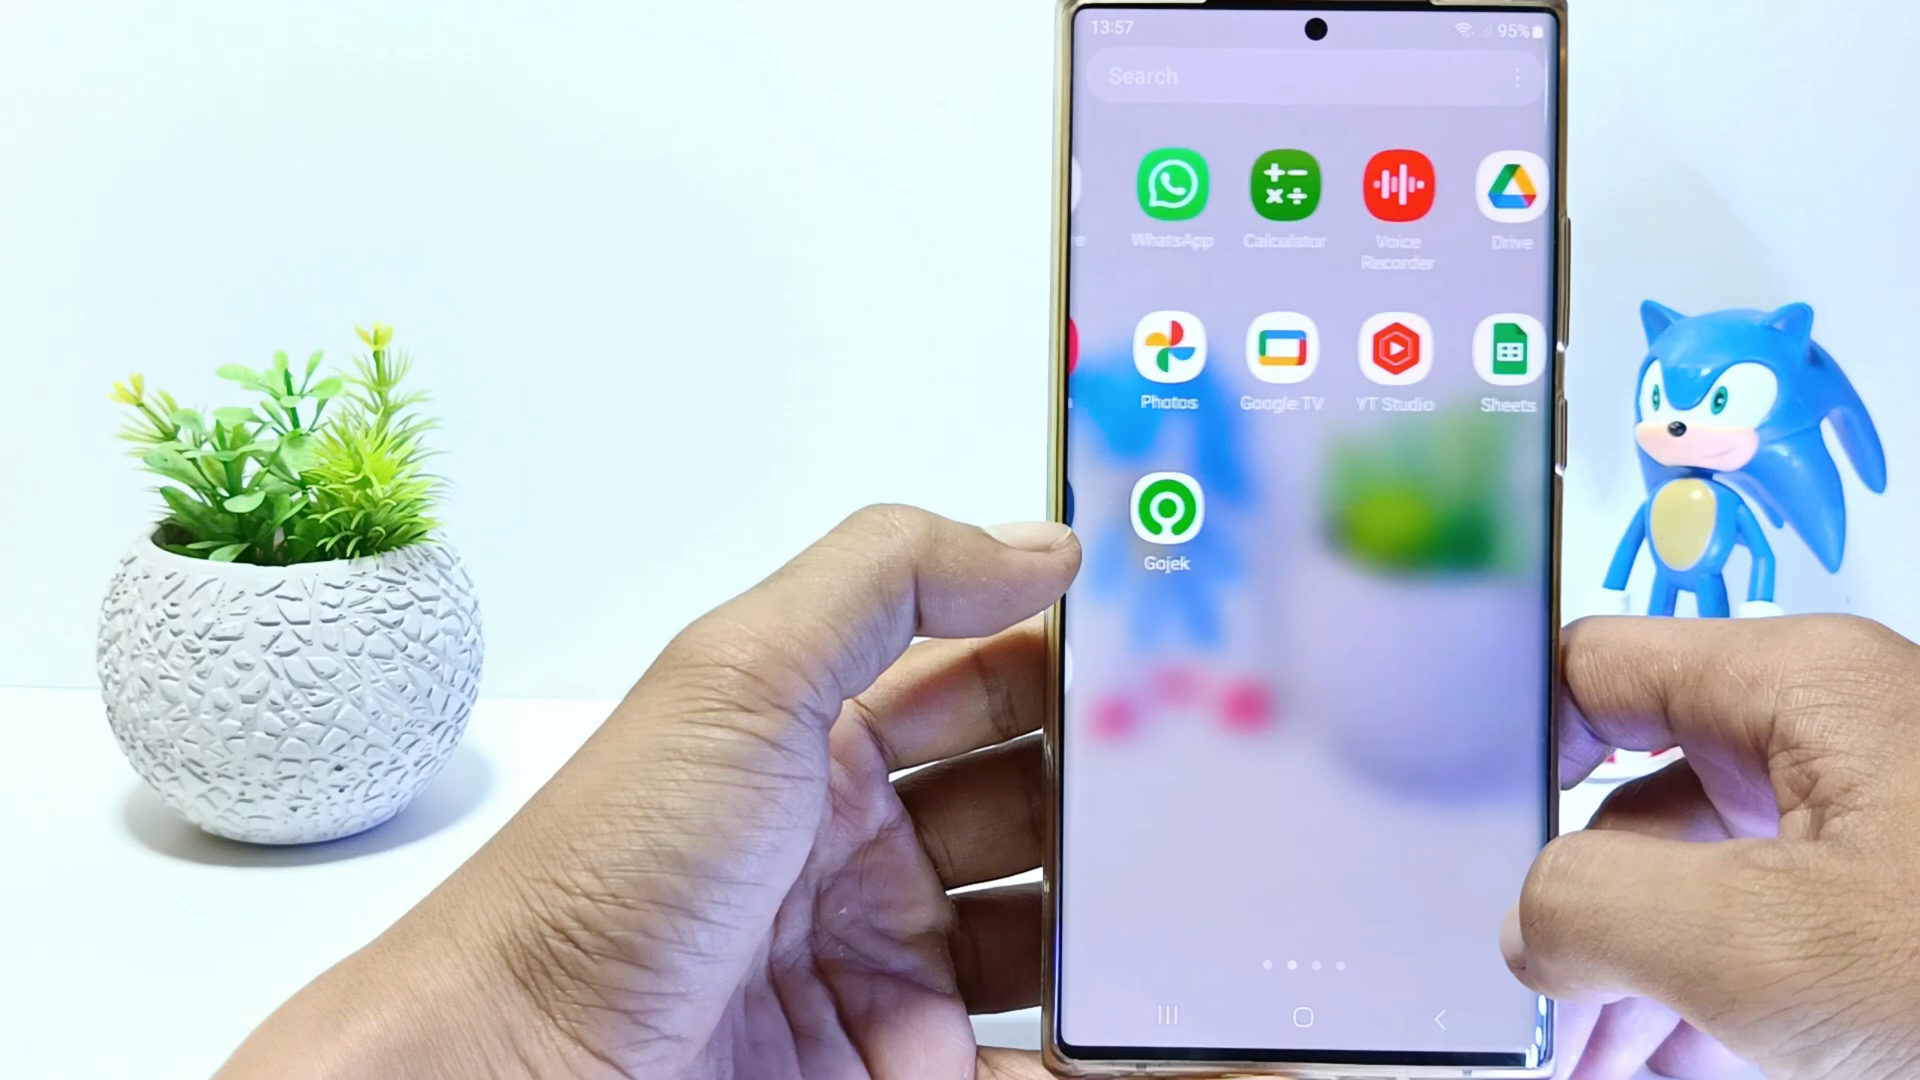 13:57
95%
Search
WhatsApp
Calculator
Voice
Recorder
Drive
Photos
Google TV
YT Studio
Sheets
Gojek